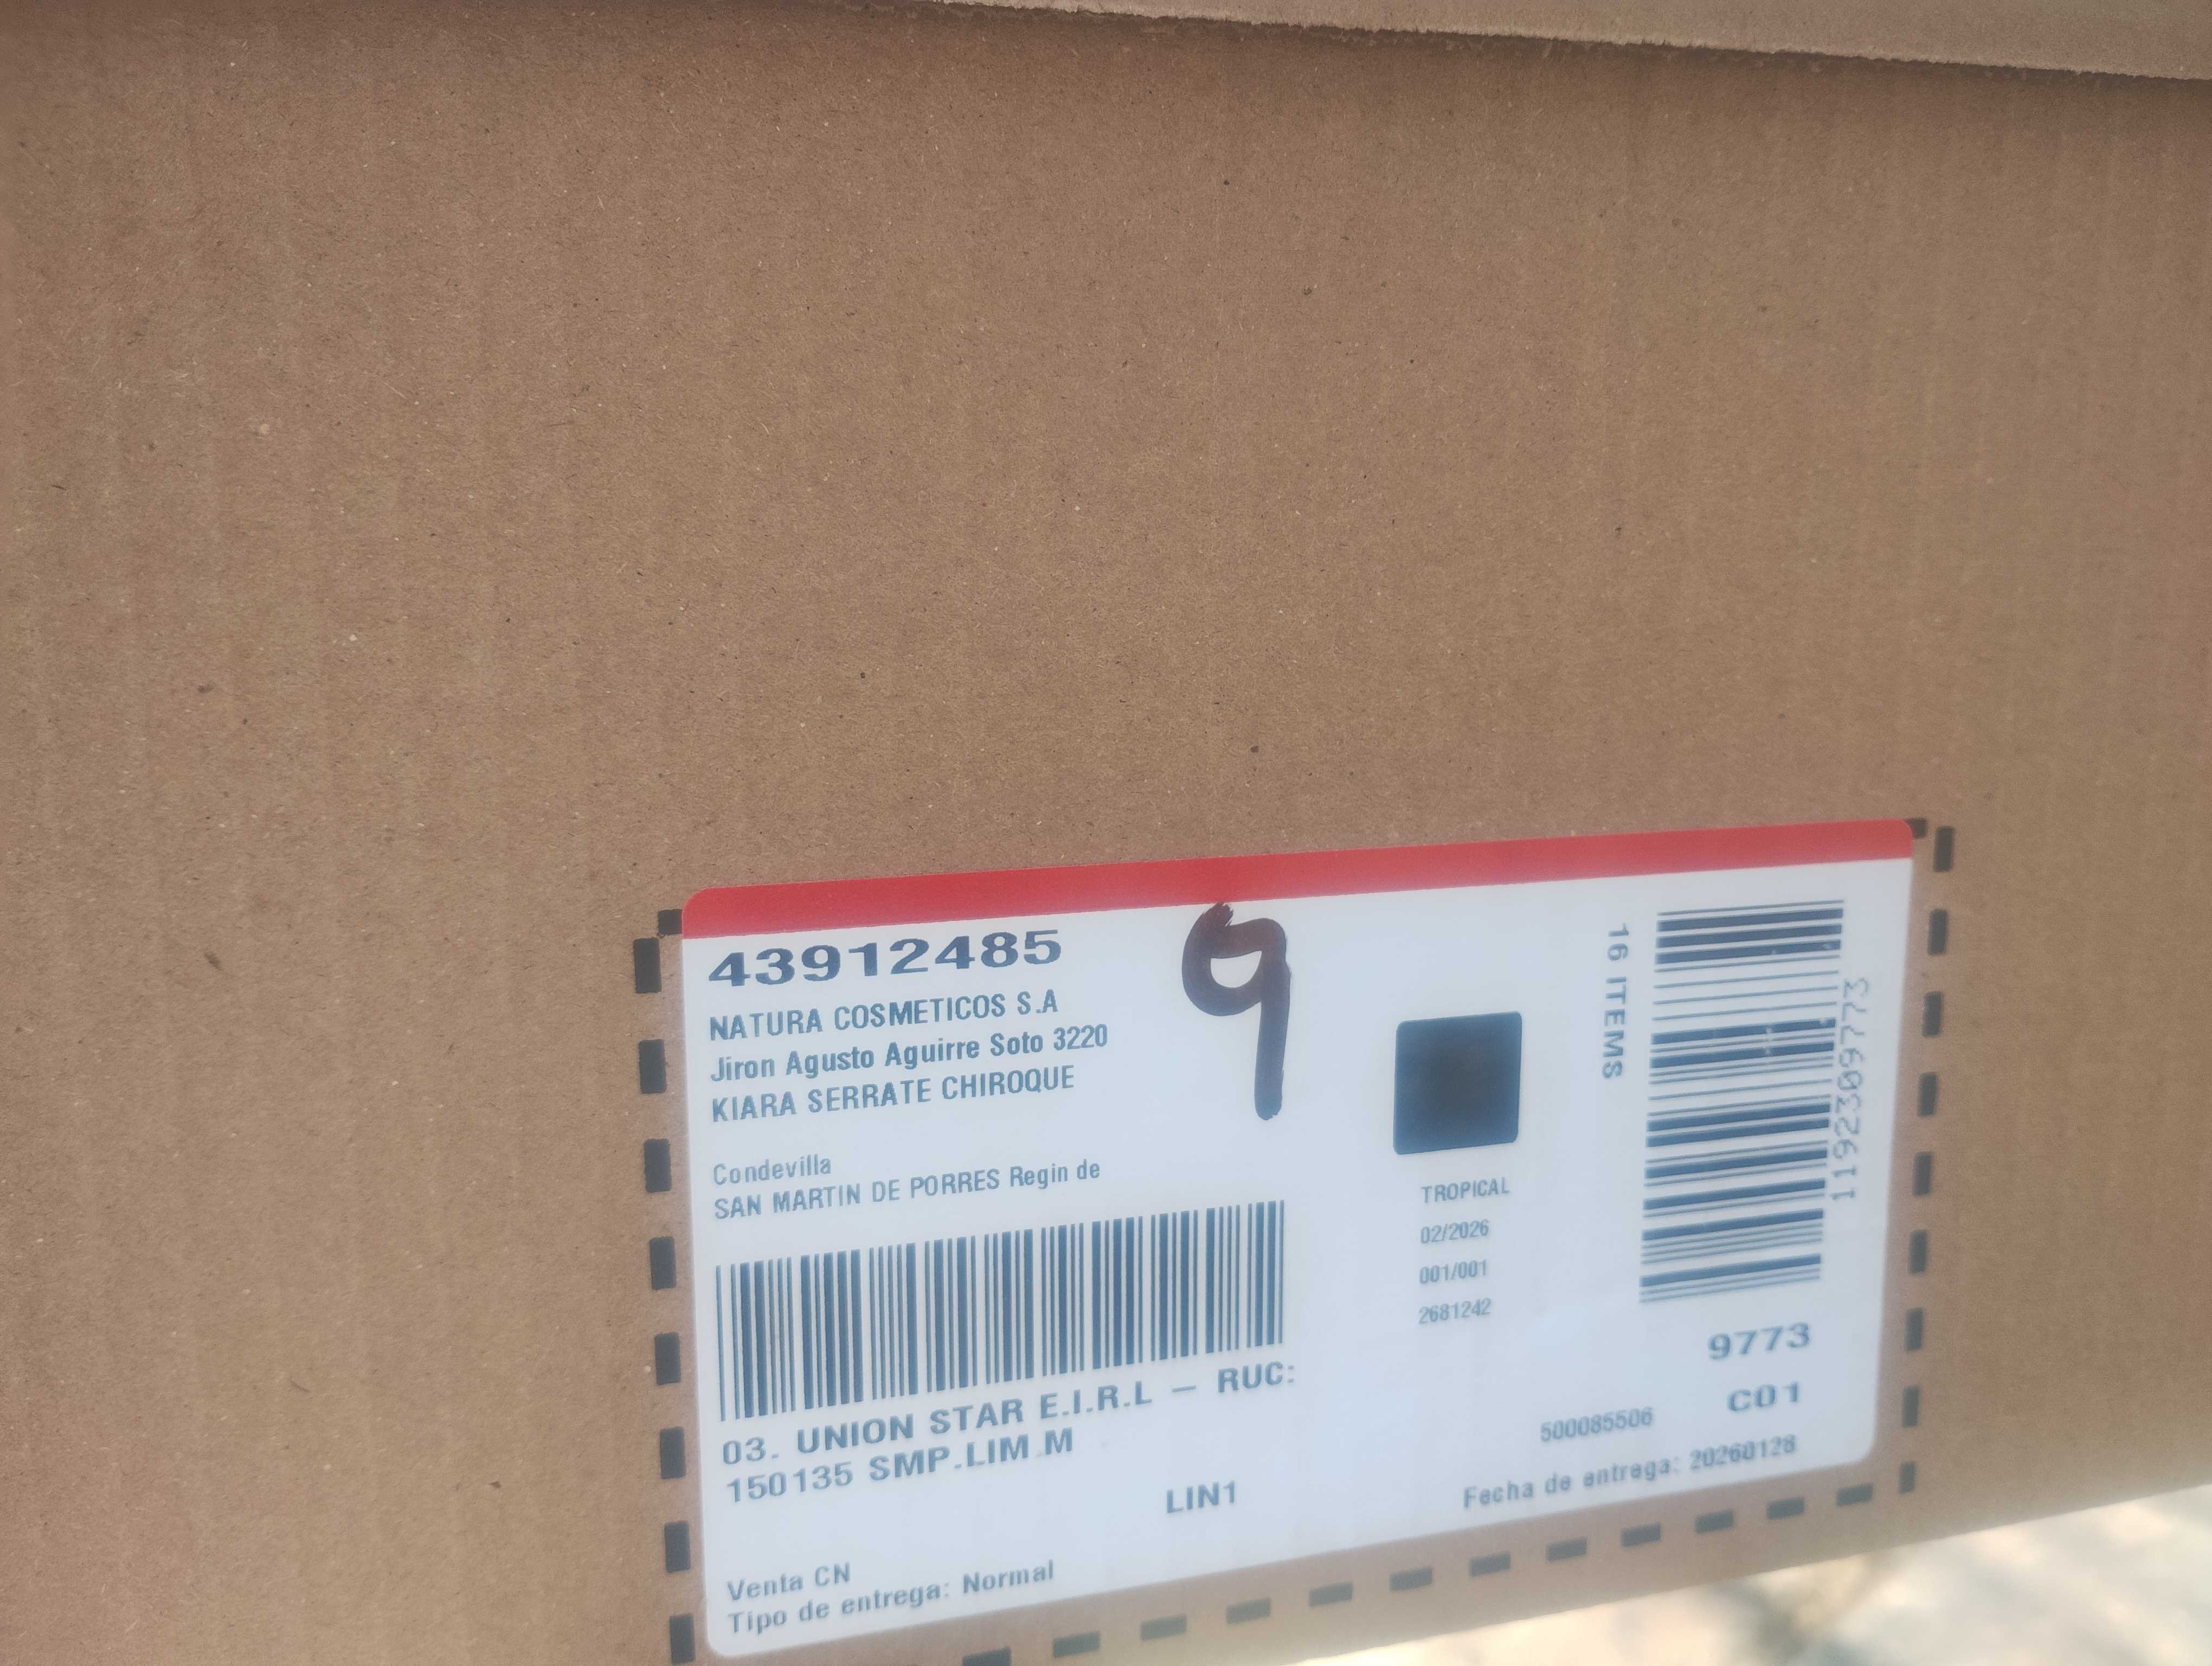 43912485
NATURA COSMETICOS S.A
Jiron Agusto Aguirre Soto 3220
KIARA SERRATE CHIROQUE
Condevilla
SAN MARTIN DE PORRES Regin de
03. UNION STAR E.I.R.L – RUC:
150135 SMP.LIM.M
LIN1
Venta CN
Tipo de entrega: Normal
9
TROPICAL
02/2026
001/001
2681242
16 ITEMS
1192309773
9773
C01
500085506
Fecha de entrega: 20260128